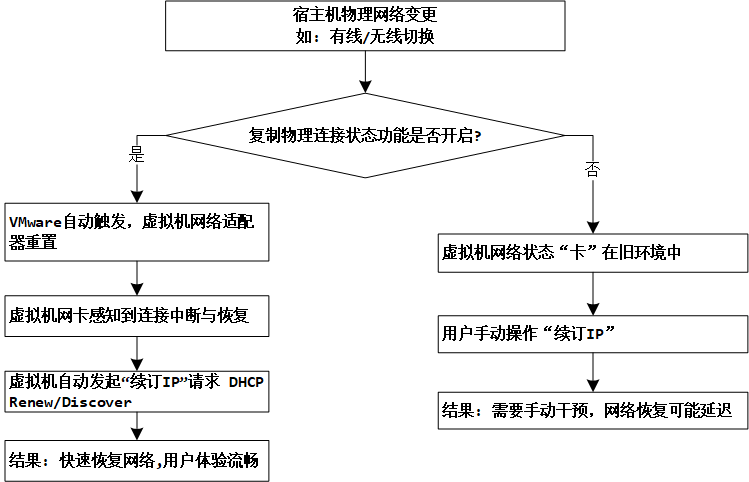 宿主机物理网络变更
如：有线/无线切换
复制物理连接状态功能是否开启?
是
否
VMware自动触发，虚拟机网络适配
器重置
虚拟机网卡感知到连接中断与恢复
虚拟机自动发起“续订IP”请求 DHCP
Renew/Discover
结果：快速恢复网络,用户体验流畅
虚拟机网络状态“卡”在旧环境中
用户手动操作“续订IP”
结果：需要手动干预，网络恢复可能延迟